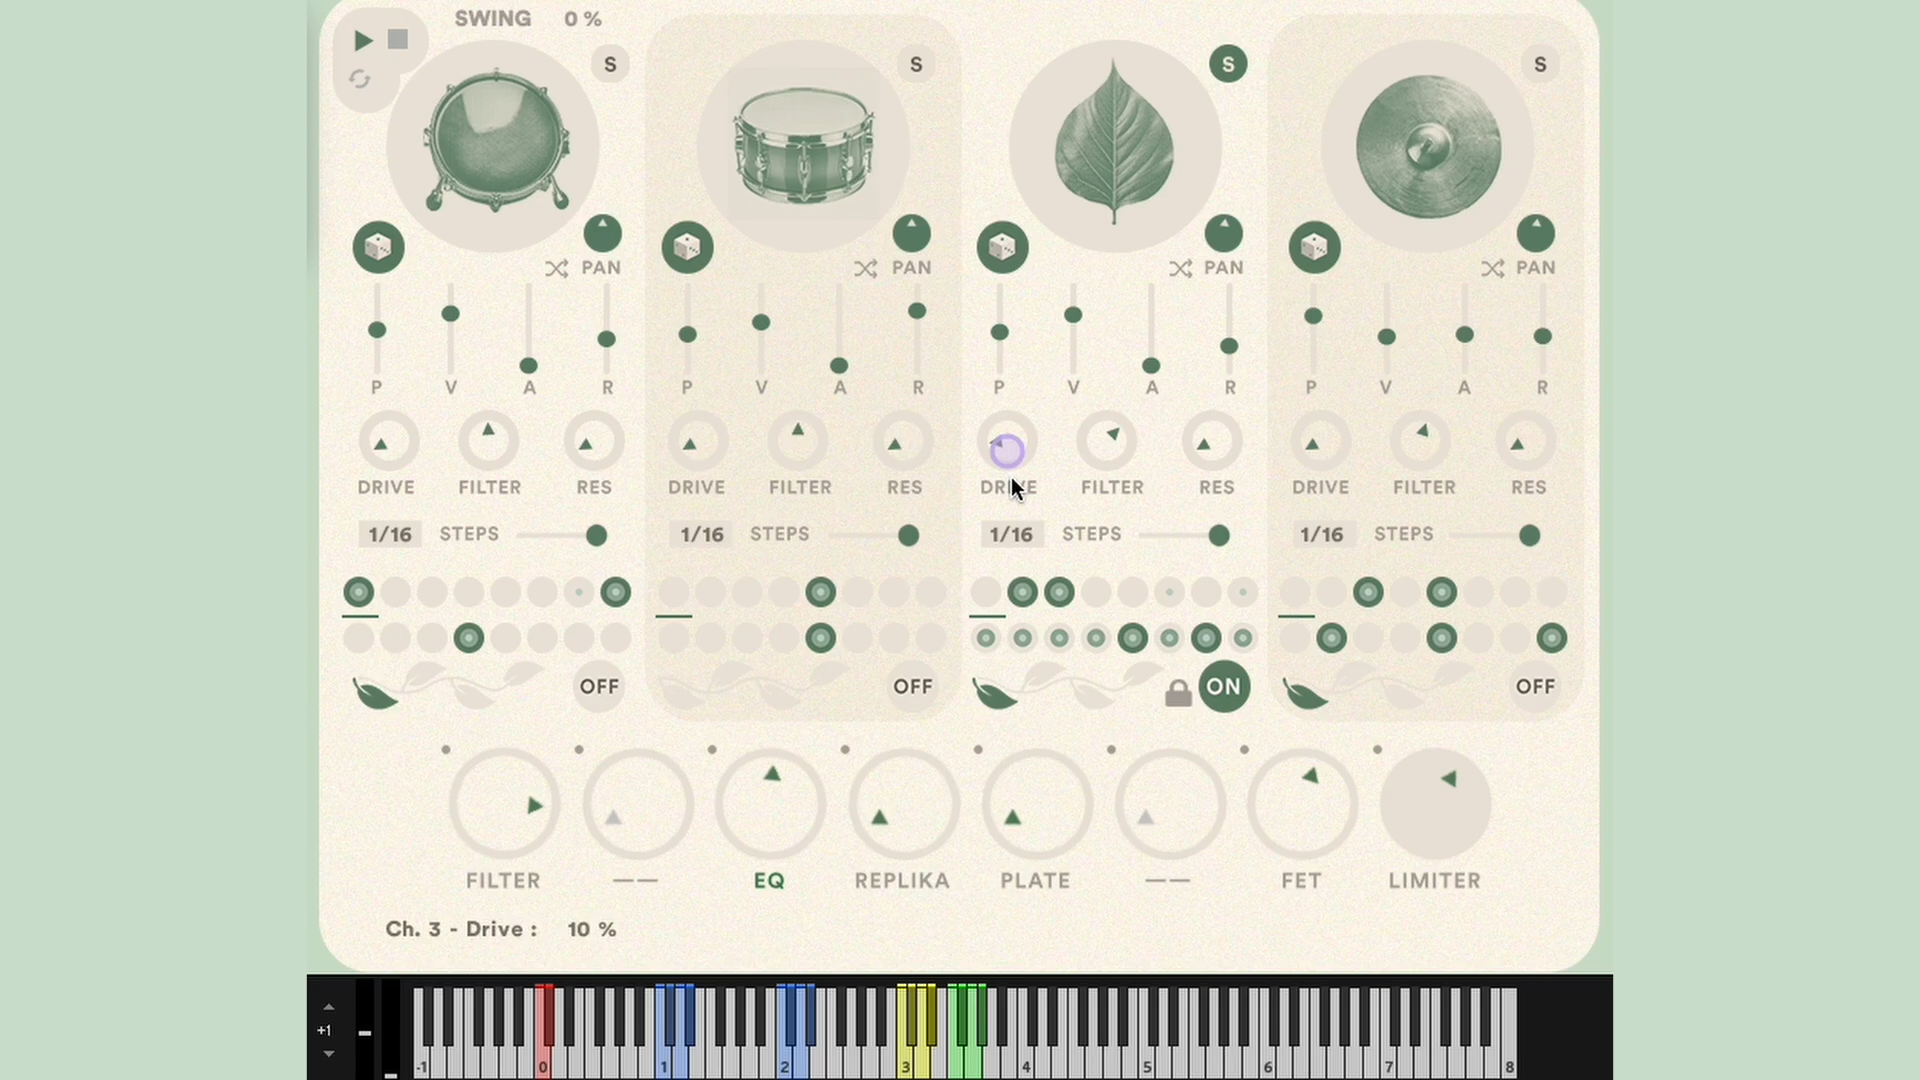 SWING 0 %
S S S S
PAN PAN PAN PAN
P V A R P V A R P V A R P V A R
DRIVE FILTER RES DRIVE FILTER RES DRIVE FILTER RES DRIVE FILTER RES
1/16 STEPS 1/16 STEPS 1/16 STEPS 1/16 STEPS
OFF OFF ON OFF
FILTER —— EQ REPLIKA PLATE —— FET LIMITER
Ch. 3 - Drive : 10 %
+1
-1 0 1 2 3 4 5 6 7 8